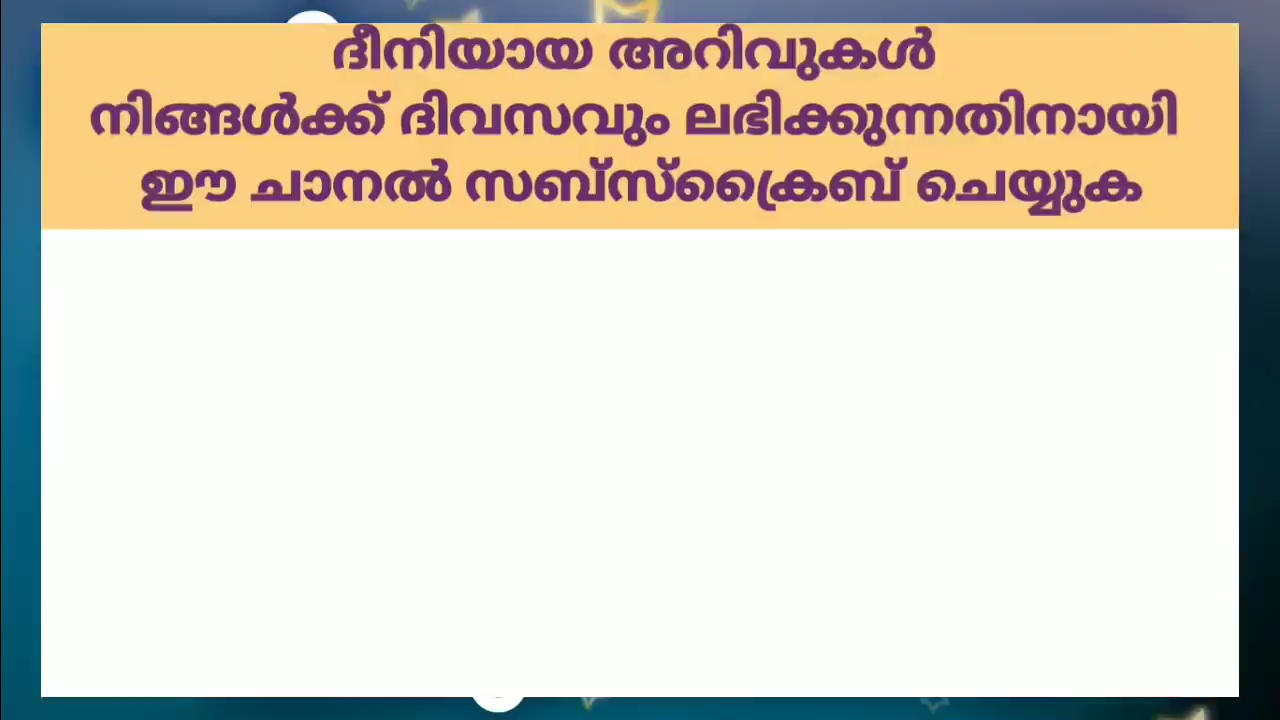 ദീനിയായ അറിവുകൾ
നിങ്ങൾക്ക് ദിവസവും ലഭിക്കുന്നതിനായി
ഈ ചാനൽ സബ്സ്ക്രൈബ് ചെയ്യുക